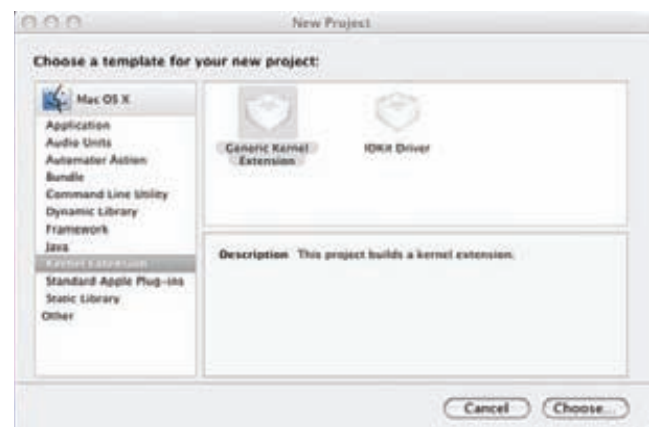 New Project
Choose a template for your new project:
Mac OS X
Application
Audio Units
Automator Action
Bundle
Command Line Utility
Dynamic Library
Framework
Java
Kernel Extension
Standard Apple Plug-ins
Static Library
Other
Generic Kernel
Extension
IOKit Driver
Description This project builds a kernel extension.
Cancel
Choose...